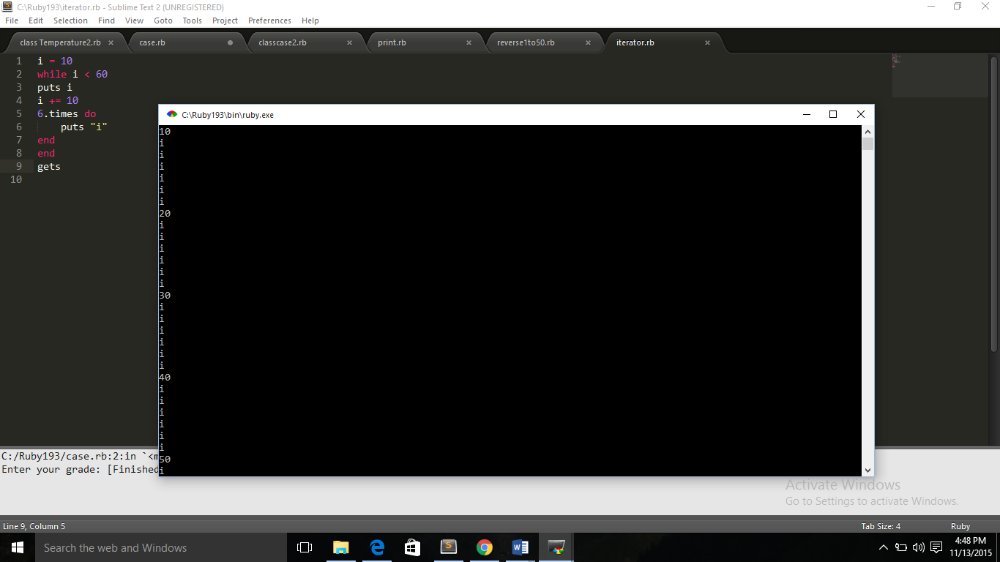 C:\Ruby193\iterator.rb - Sublime Text 2 (UNREGISTERED)
File Edit Selection Find View Goto Tools Project Preferences Help
class Temperature2.rb × case.rb classcase2.rb × print.rb × reverse1to50.rb × iterator.rb ×
1 i = 10
2 while i < 60
3 puts i
4 i += 10
5 6.times do
6 puts "i"
7 end
8 end
9 gets
10
C:\Ruby193\bin\ruby.exe
10
i
i
i
i
i
i
20
i
i
i
i
i
i
30
i
i
i
i
i
i
40
i
i
i
i
i
i
50
i
C:/Ruby193/case.rb:2:in `<m
Enter your grade: [Finished
Activate Windows
Go to Settings to activate Windows.
Line 9, Column 5 Tab Size: 4 Ruby
Search the web and Windows
4:48 PM
11/13/2015